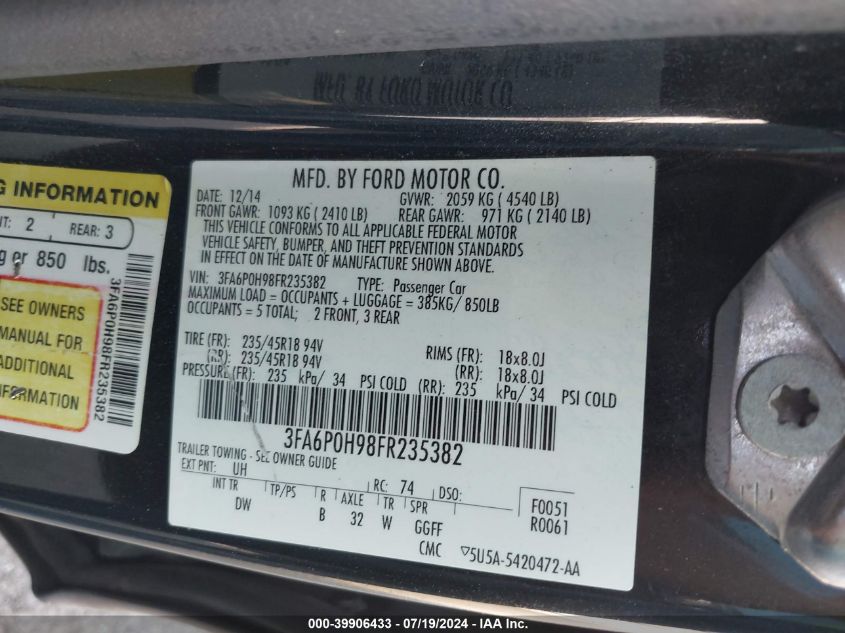 MFD. BY FORD MOTOR CO.
DATE: 12/14 GVWR: 2059 KG ( 4540 LB)
FRONT GAWR: 1093 KG ( 2410 LB) REAR GAWR: 971 KG ( 2140 LB)
THIS VEHICLE CONFORMS TO ALL APPLICABLE FEDERAL MOTOR
VEHICLE SAFETY, BUMPER, AND THEFT PREVENTION STANDARDS
IN EFFECT ON THE DATE OF MANUFACTURE SHOWN ABOVE.
VIN: 3FA6P0H98FR235382 TYPE: Passenger Car
MAXIMUM LOAD = OCCUPANTS + LUGGAGE = 385KG/ 850LB
OCCUPANTS = 5 TOTAL; 2 FRONT, 3 REAR
TIRE (FR): 235/45R18 94V RIMS (FR): 18x8.0J
(RR): 235/45R18 94V (RR): 18x8.0J
PRESSURE (FR): 235 kPa/ 34 PSI COLD (RR): 235 kPa/34 PSI COLD
3FA6P0H98FR235382
TRAILER TOWING - SEE OWNER GUIDE
EXT PNT: UH RC: 74 DSO: F0051
INT TR TP/PS R AXLE TR SPR R0061
DW B 32 W GGFF
CMC ▽5U5A-5420472-AA
INFORMATION
2 REAR: 3
or 850 lbs.
SEE OWNERS
MANUAL FOR
ADDITIONAL
INFORMATION
3FA6P0H98FR235382
000-39906433 - 07/19/2024 - IAA Inc.